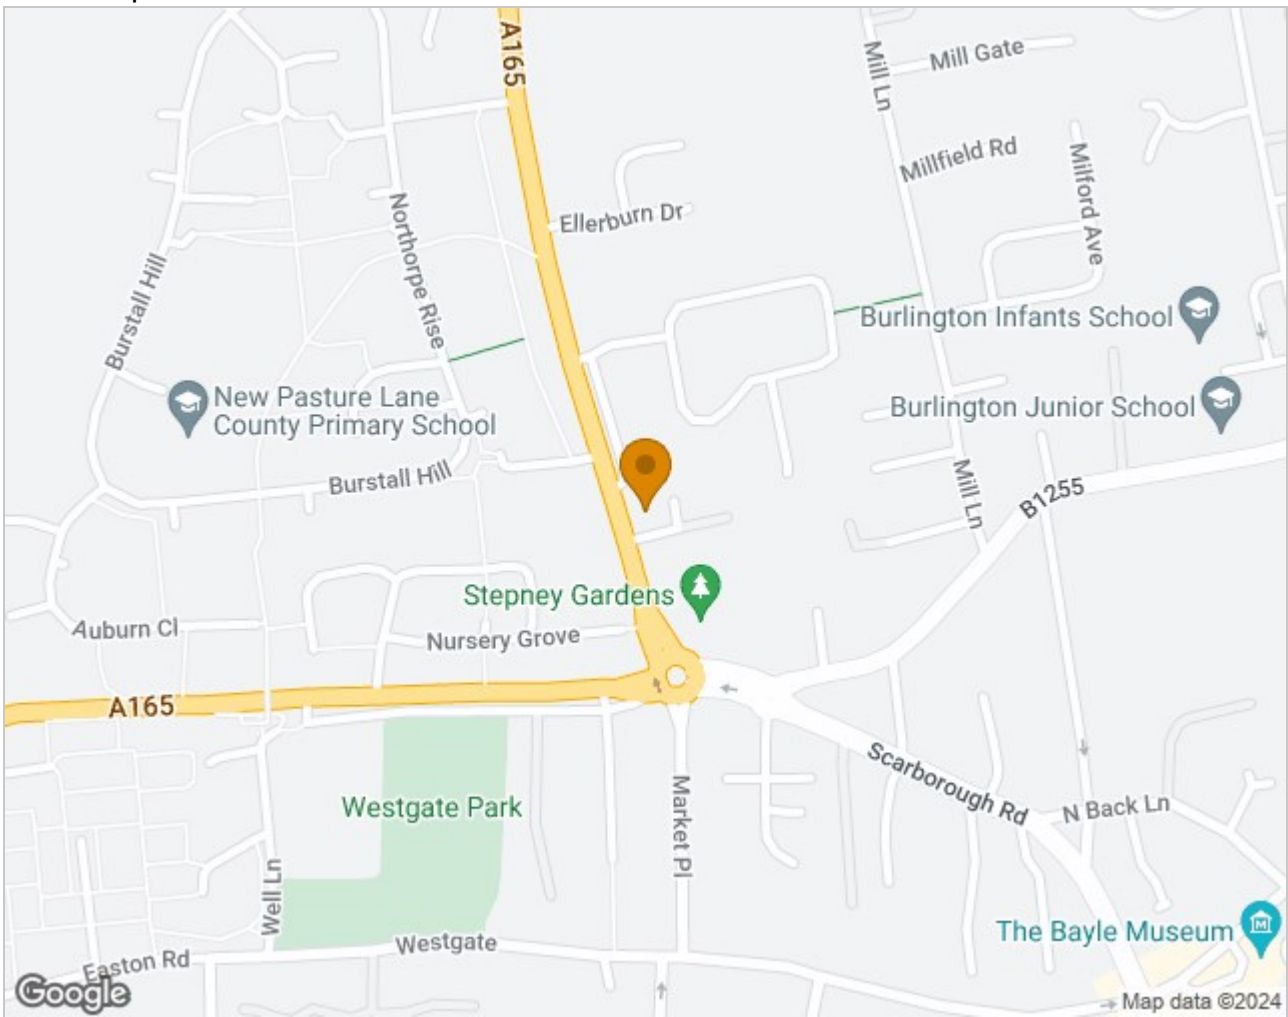 A165
Mill Ln
Mill Gate
Millfield Rd
Milford Ave
Northorpe Rise
Ellerburn Dr
Burstall Hill
Burlington Infants School
New Pasture Lane
County Primary School
Burlington Junior School
Burstall Hill
Mill Ln
B1255
Stepney Gardens
Auburn Cl
Nursery Grove
A165
Scarborough Rd
Westgate Park
Market Pl
N Back Ln
Well Ln
The Bayle Museum
Westgate
Easton Rd
Google
Map data ©2024